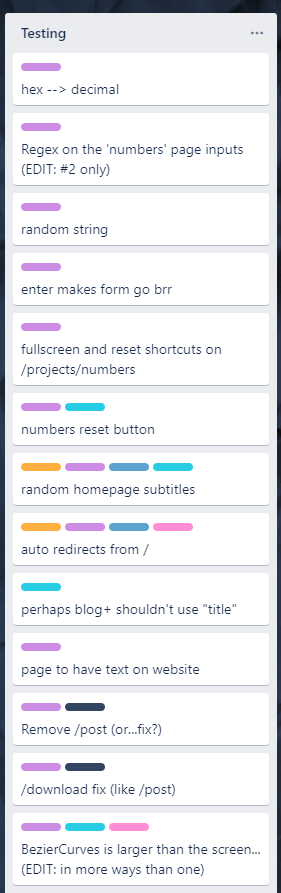 Testing
hex --> decimal
Regex on the 'numbers' page inputs
(EDIT: #2 only)
random string
enter makes form go brr
fullscreen and reset shortcuts on
/projects/numbers
numbers reset button
random homepage subtitles
auto redirects from /
perhaps blog+ shouldn't use "title"
page to have text on website
Remove /post (or...fix?)
/download fix (like /post)
BezierCurves is larger than the screen...
(EDIT: in more ways than one)